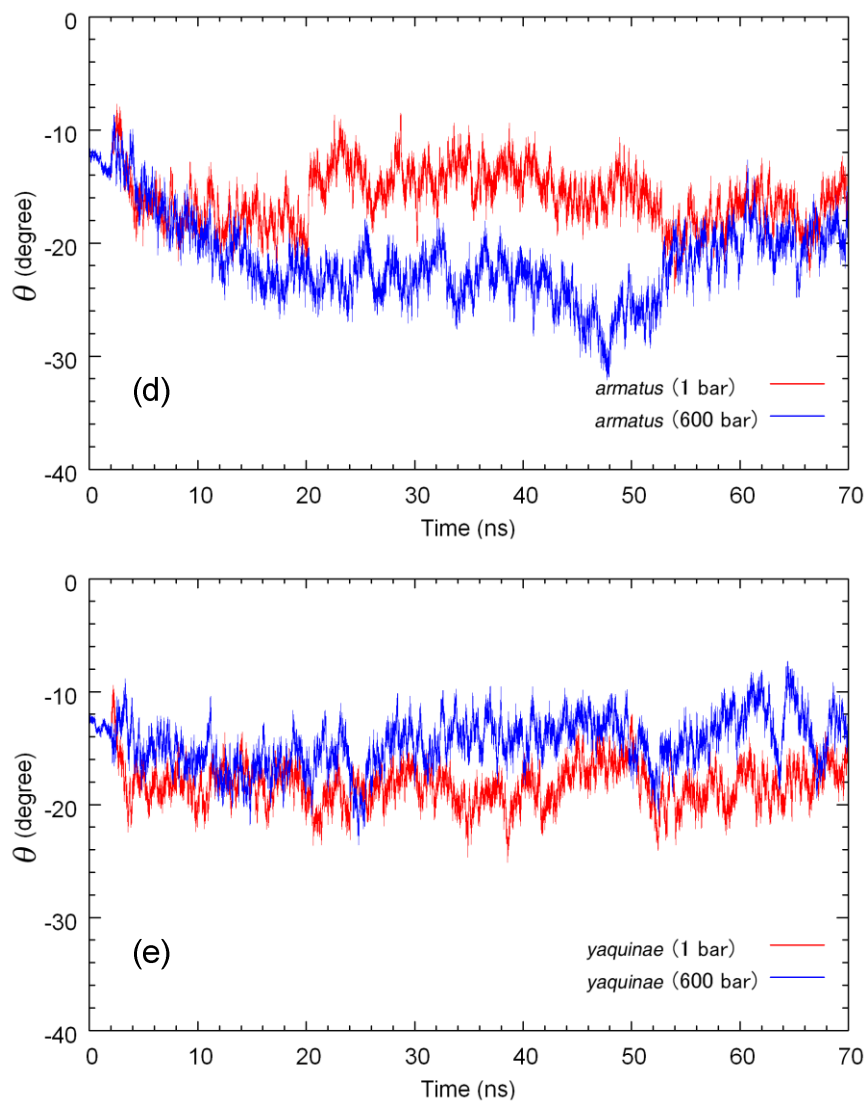 0
-10
-20
-30
-40
θ (degree)
(d)
armatus (1 bar)
armatus (600 bar)
0 10 20 30 40 50 60 70
Time (ns)
0
-10
-20
-30
-40
θ (degree)
(e)
yaquinae (1 bar)
yaquinae (600 bar)
0 10 20 30 40 50 60 70
Time (ns)